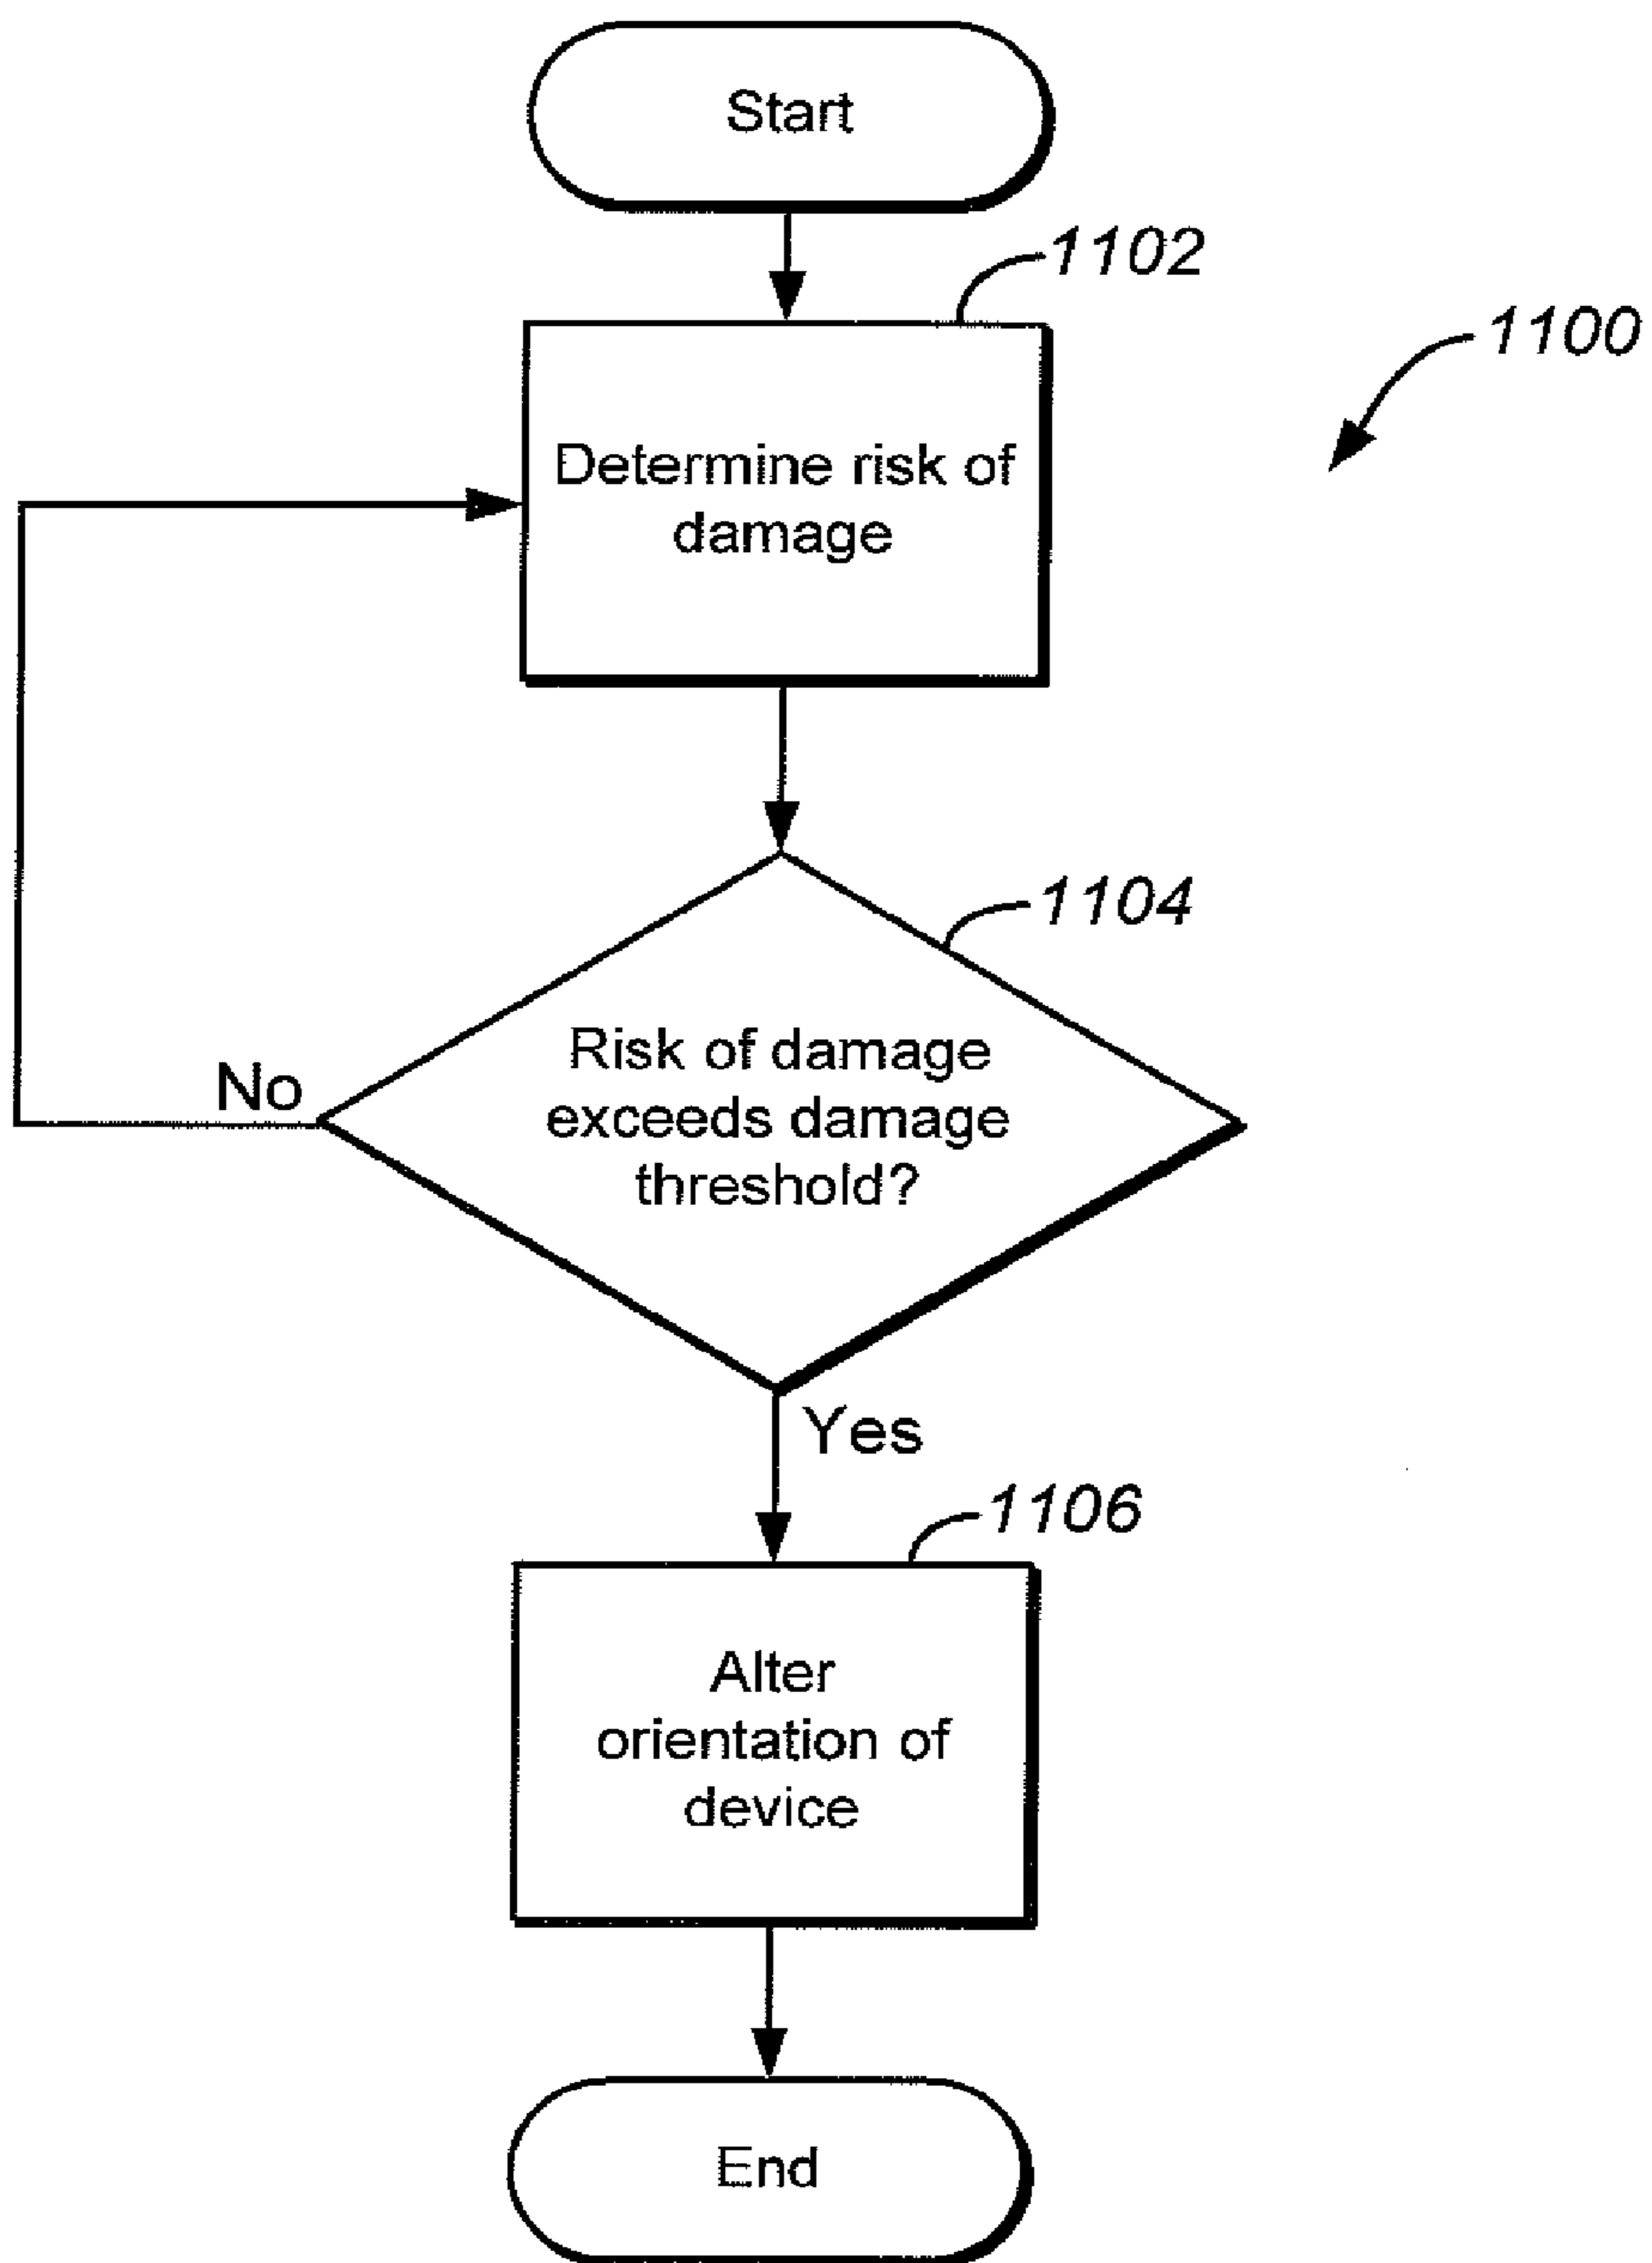 Start
1102
1100
Determine risk of
damage
1104
Risk of damage
exceeds damage
threshold?
No
Yes
1106
Alter
orientation of
device
End